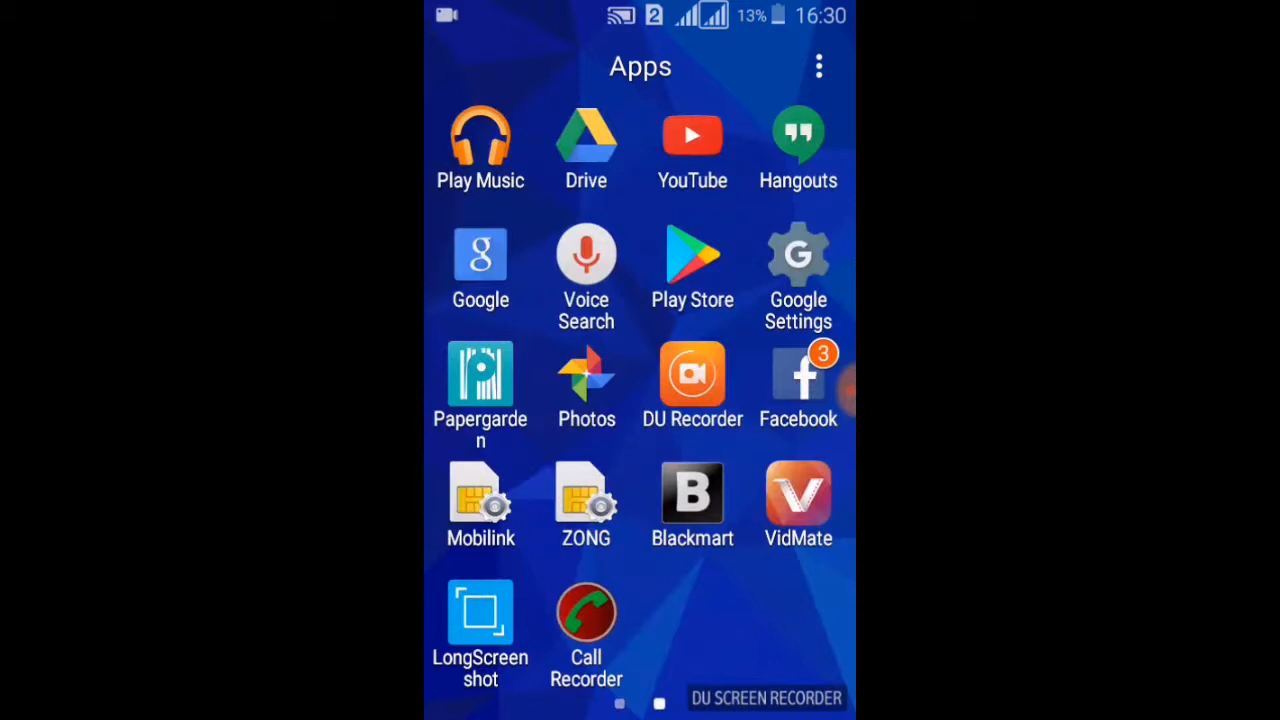 2 13% 16:30
Apps
Play Music Drive YouTube Hangouts
g G
Google Voice Play Store Google
Search Settings
P f 3
Papergarde Photos DU Recorder Facebook
n
B V
Mobilink ZONG Blackmart VidMate
LongScreen Call
shot Recorder
DU SCREEN RECORDER